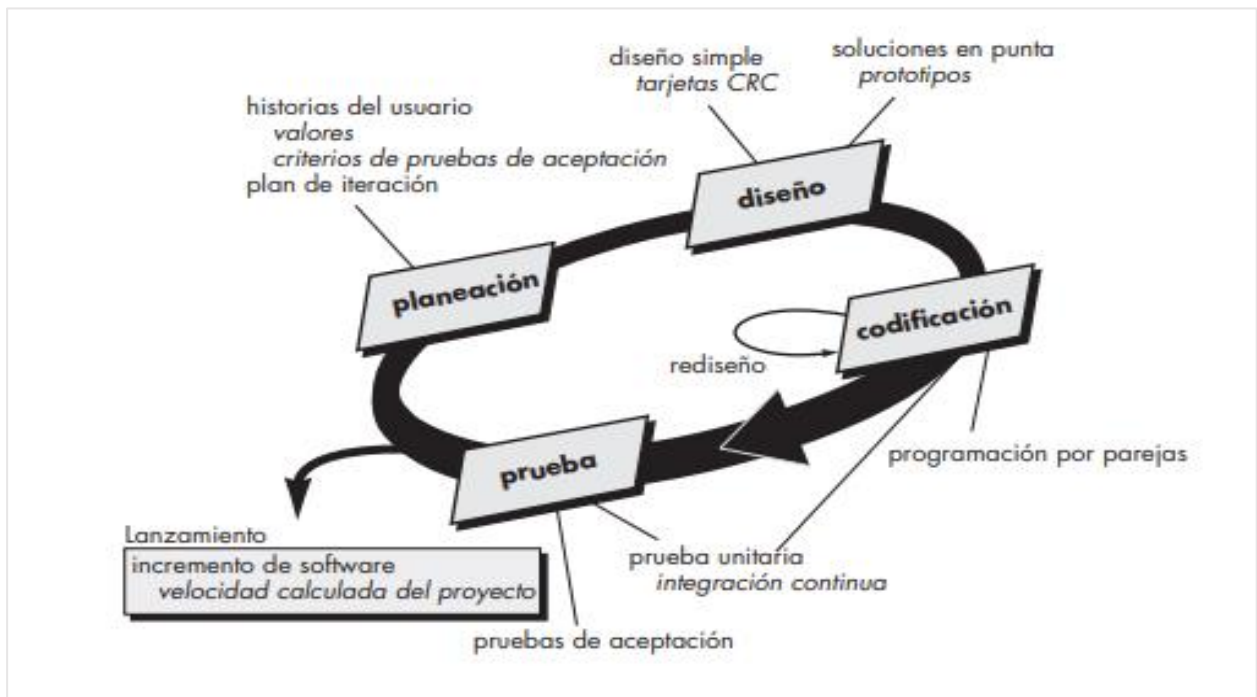 diseño simple
tarjetas CRC
soluciones en punta
prototipos
historias del usuario
valores
criterios de pruebas de aceptación
plan de iteración
diseño
planeación
codificación
rediseño
prueba
programación por parejas
Lanzamiento
incremento de software
velocidad calculada del proyecto
prueba unitaria
integración continua
pruebas de aceptación